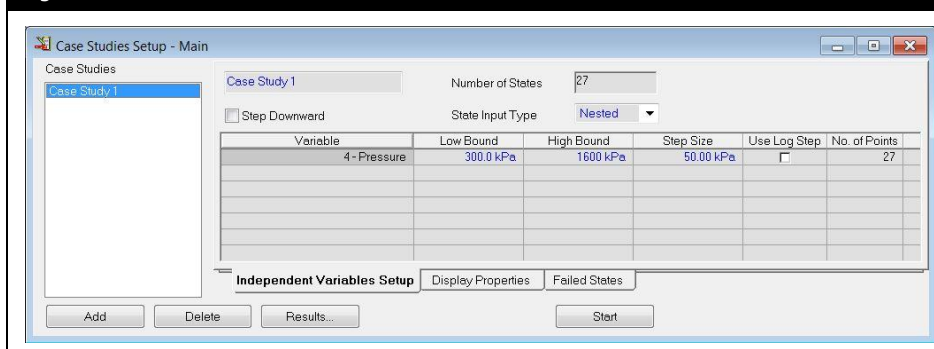 Case Studies Setup - Main
Case Studies
Case Study 1
Case Study 1
Number of States
27
Step Downward
State Input Type
Nested
Variable Low Bound High Bound Step Size Use Log Step No. of Points
4 - Pressure 300.0 kPa 1600 kPa 50.00 kPa 27
Independent Variables Setup Display Properties Failed States
Add Delete Results... Start